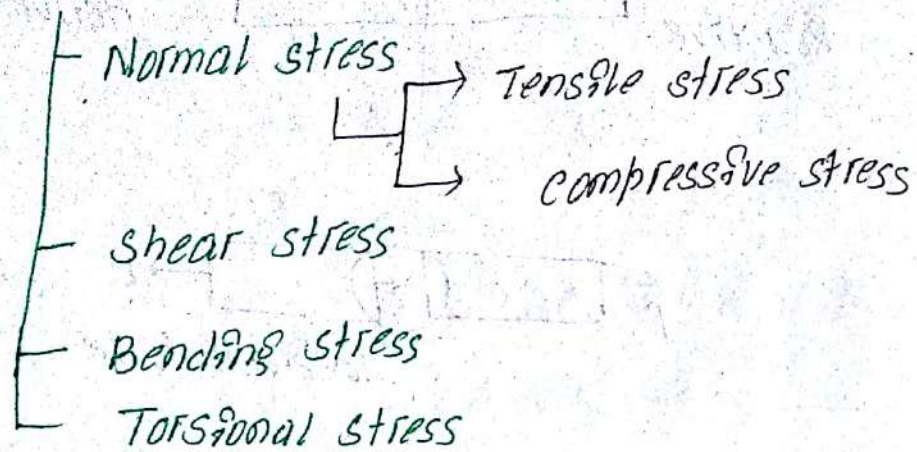 Normal stress
Tensile stress
compressive stress
shear stress
Bending stress
Torsional stress